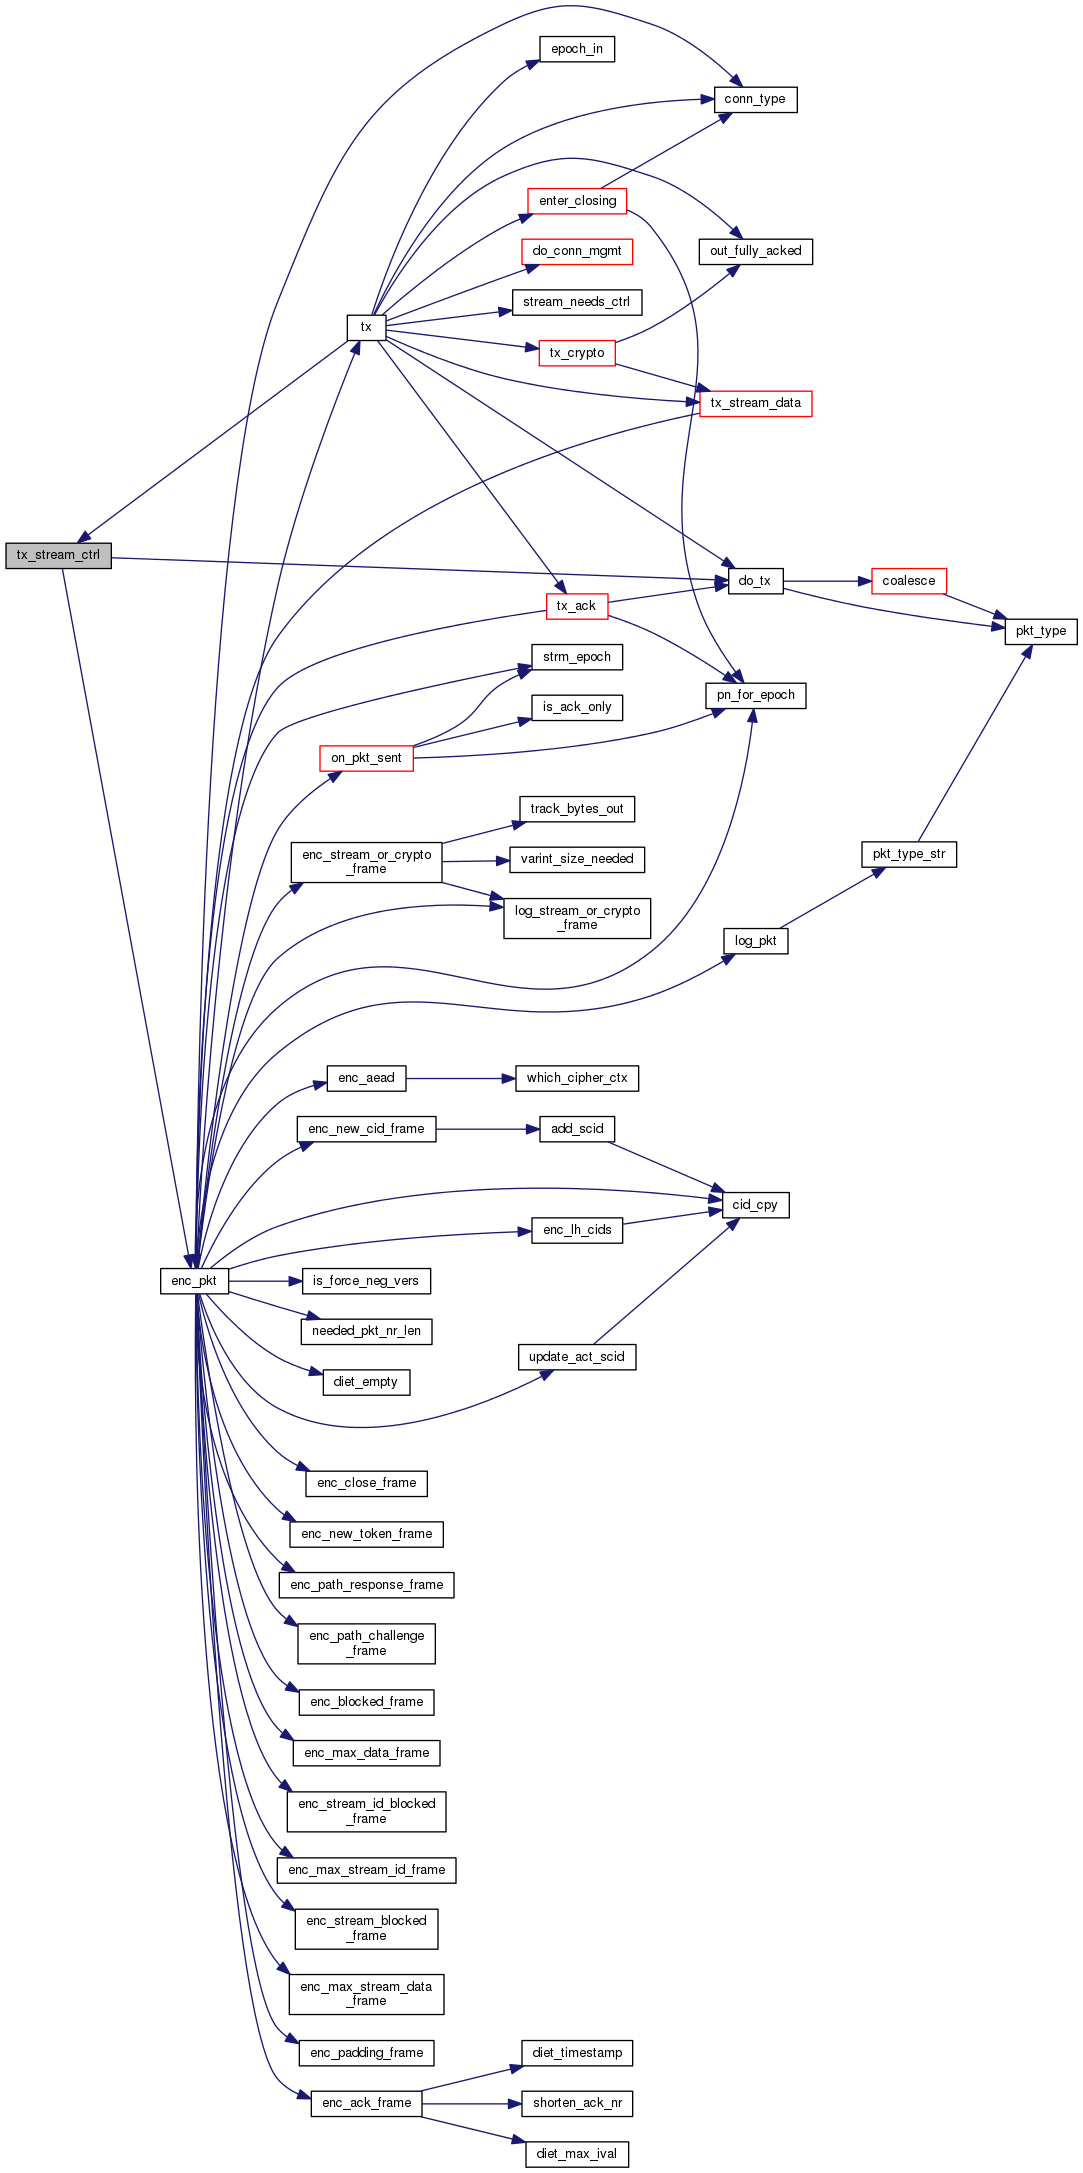 epoch_in
conn_type
enter_closing
out_fully_acked
do_conn_mgmt
stream_needs_ctrl
tx
tx_crypto
tx_stream_data
tx_stream_ctrl
do_tx
coalesce
tx_ack
pkt_type
strm_epoch
pn_for_epoch
is_ack_only
on_pkt_sent
track_bytes_out
enc_stream_or_crypto
_frame
varint_size_needed
pkt_type_str
log_stream_or_crypto
_frame
log_pkt
enc_aead
which_cipher_ctx
enc_new_cid_frame
add_scid
cid_cpy
enc_lh_cids
enc_pkt
is_force_neg_vers
needed_pkt_nr_len
update_act_scid
diet_empty
enc_close_frame
enc_new_token_frame
enc_path_response_frame
enc_path_challenge
_frame
enc_blocked_frame
enc_max_data_frame
enc_stream_id_blocked
_frame
enc_max_stream_id_frame
enc_stream_blocked
_frame
enc_max_stream_data
_frame
enc_padding_frame
diet_timestamp
enc_ack_frame
shorten_ack_nr
diet_max_ival